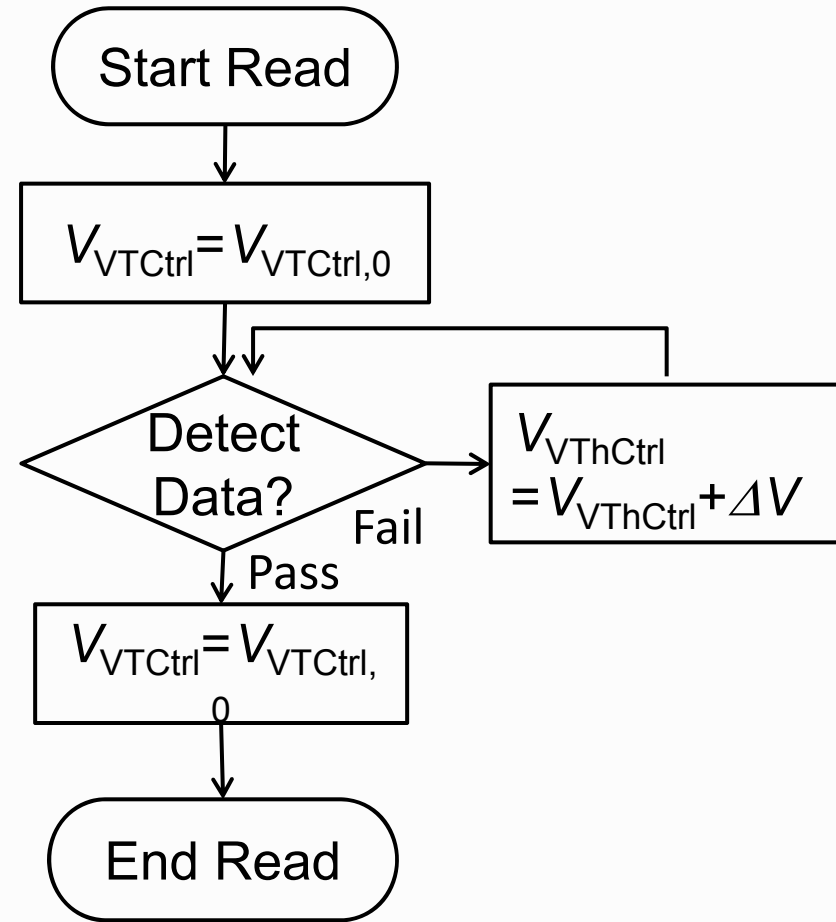 Start Read
VVTCtrl=VVTCtrl,0
Detect
Data?
Fail
VVThCtrl
=VVThCtrl+ΔV
Pass
VVTCtrl=VVTCtrl,
0
End Read